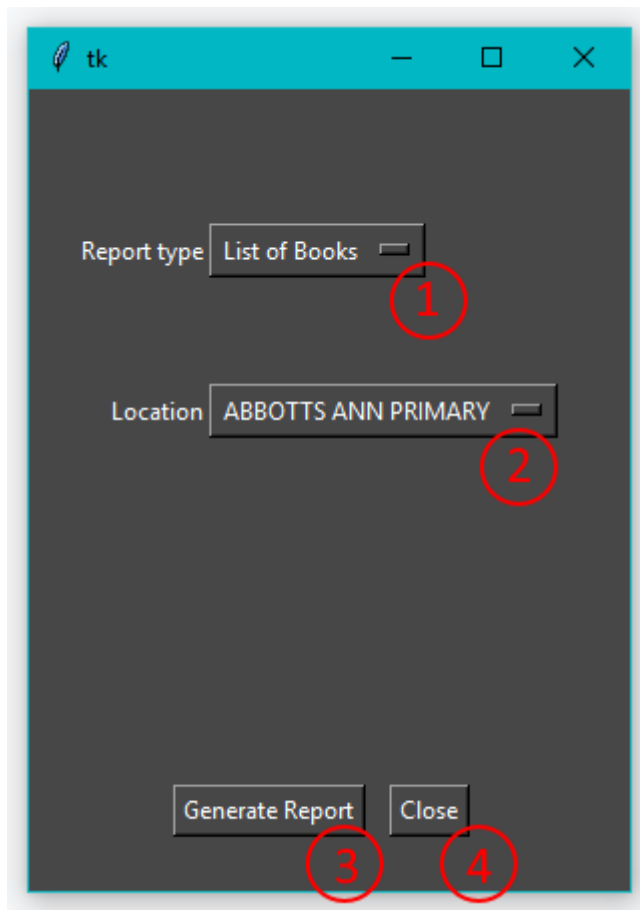 tk
Report type List of Books
1
Location ABBOTTS ANN PRIMARY
2
Generate Report Close
3 4